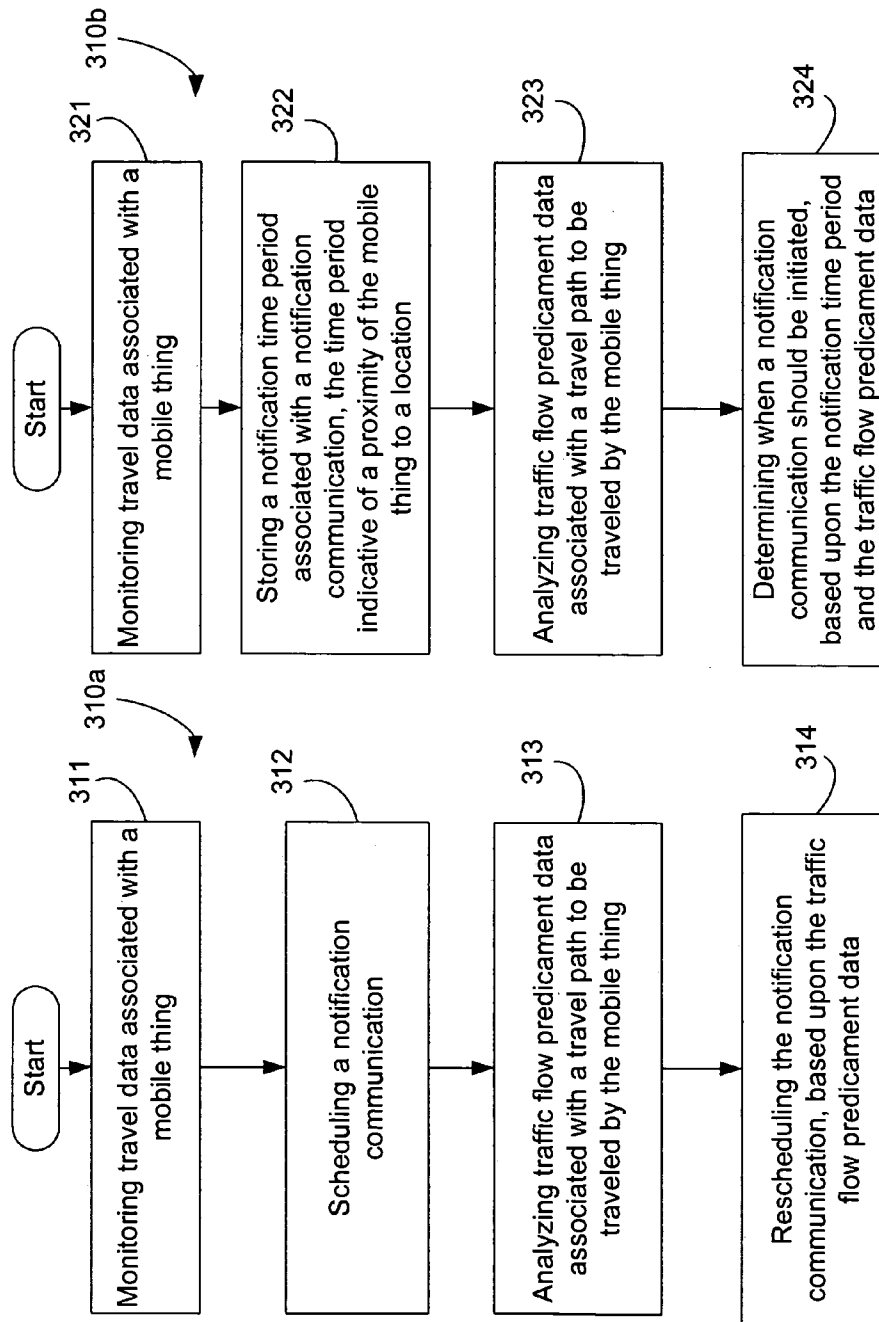 Start
310a
311
Monitoring travel data associated with a
mobile thing
312
Scheduling a notification
communication
313
Analyzing traffic flow predicament data
associated with a travel path to be
traveled by the mobile thing
314
Rescheduling the notification
communication, based upon the traffic
flow predicament data
Start
310b
321
Monitoring travel data associated with a
mobile thing
322
Storing a notification time period
associated with a notification
communication, the time period
indicative of a proximity of the mobile
thing to a location
323
Analyzing traffic flow predicament data
associated with a travel path to be
traveled by the mobile thing
324
Determining when a notification
communication should be initiated,
based upon the notification time period
and the traffic flow predicament data